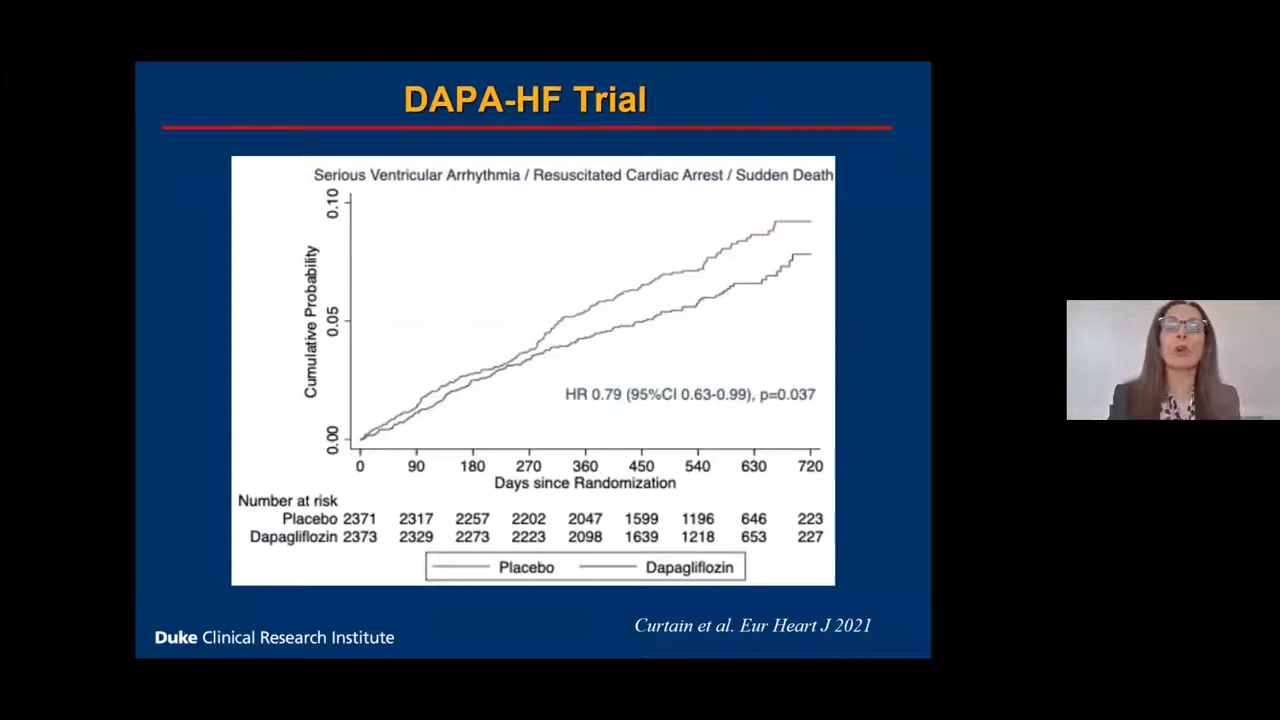 DAPA-HF Trial
Serious Ventricular Arrhythmia / Resuscitated Cardiac Arrest / Sudden Death
Cumulative Probability
0.10
0.05
0.00
HR 0.79 (95%CI 0.63-0.99), p=0.037
0 90 180 270 360 450 540 630 720
Days since Randomization
Number at risk
Placebo 2371 2317 2257 2202 2047 1599 1196 646 223
Dapagliflozin 2373 2329 2273 2223 2098 1639 1218 653 227
Placebo Dapagliflozin
Curtain et al. Eur Heart J 2021
Duke Clinical Research Institute